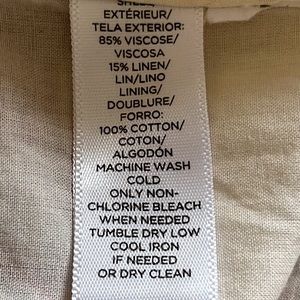 SHELL/
EXTÉRIEUR/
TELA EXTERIOR:
85% VISCOSE/
VISCOSA
15% LINEN/
LIN/LINO
LINING/
DOUBLURE/
FORRO:
100% COTTON/
COTON/
ALGODÓN
MACHINE WASH
COLD
ONLY NON-
CHLORINE BLEACH
WHEN NEEDED
TUMBLE DRY LOW
COOL IRON
IF NEEDED
OR DRY CLEAN